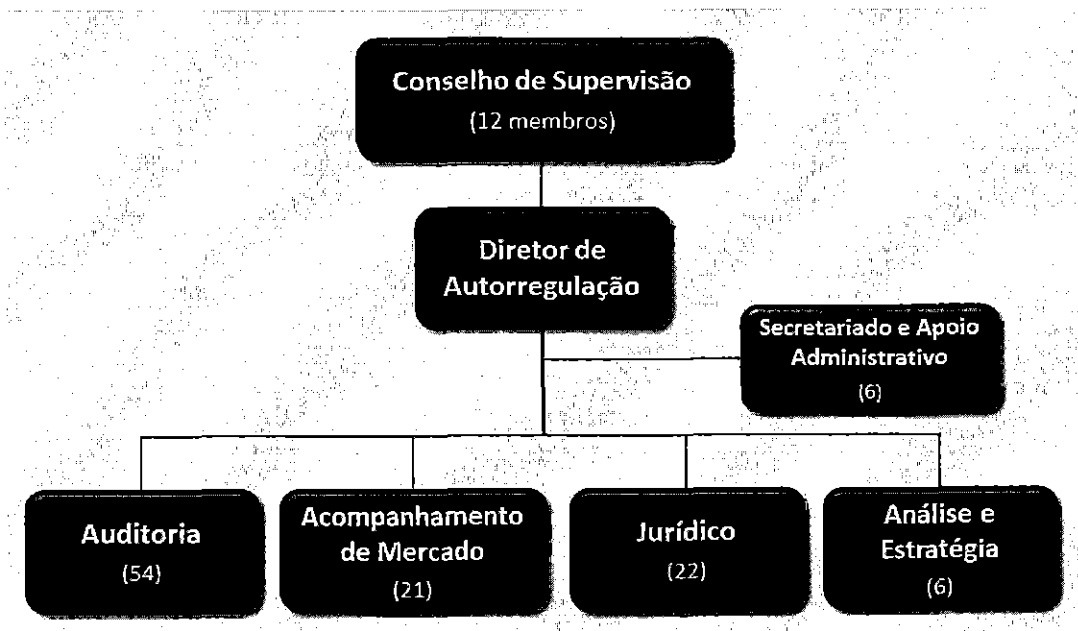 Conselho de Supervisão
(12 membros)
Diretor de
Autorregulação
Secretariado e Apoio
Administrativo
(6)
Auditoria
(54)
Acompanhamento
de Mercado
(21)
Jurídico
(22)
Análise e
Estratégia
(6)